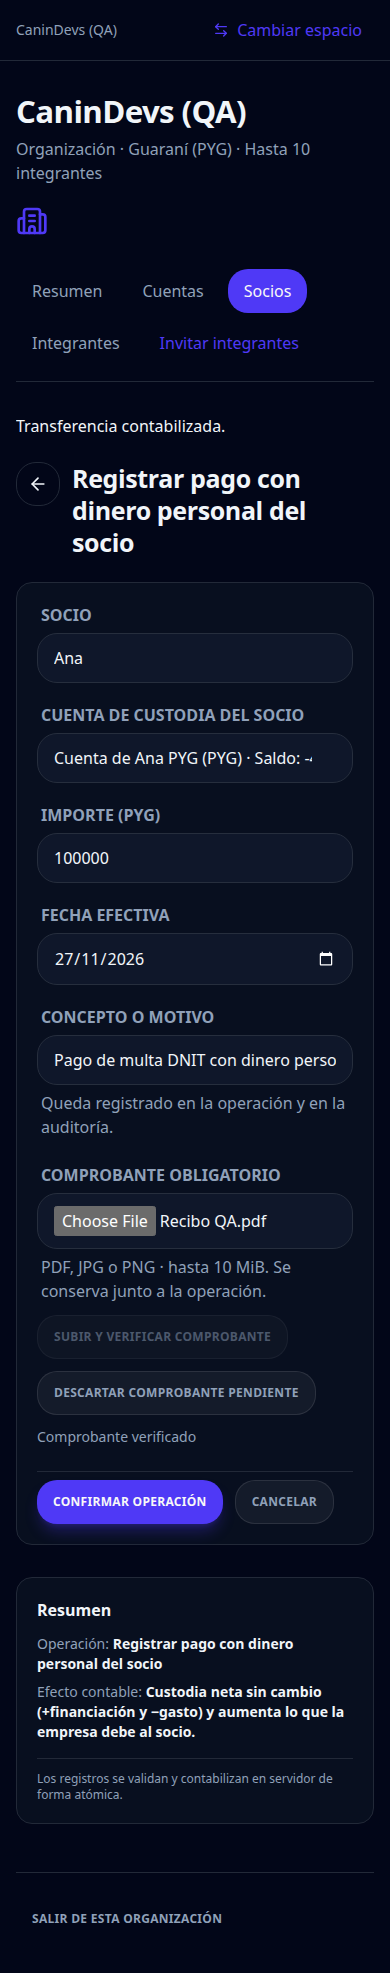 CaninDevs (QA)
Cambiar espacio
CaninDevs (QA)
Organización · Guaraní (PYG) · Hasta 10
integrantes
Resumen
Cuentas
Socios
Integrantes
Invitar integrantes
Transferencia contabilizada.
Registrar pago con
dinero personal del
socio
SOCIO
Ana
CUENTA DE CUSTODIA DEL SOCIO
Cuenta de Ana PYG (PYG) · Saldo: -
IMPORTE (PYG)
100000
FECHA EFECTIVA
27/11/2026
CONCEPTO O MOTIVO
Pago de multa DNIT con dinero perso
Queda registrado en la operación y en la
auditoría.
COMPROBANTE OBLIGATORIO
Choose File Recibo QA.pdf
PDF, JPG o PNG · hasta 10 MiB. Se
conserva junto a la operación.
SUBIR Y VERIFICAR COMPROBANTE
DESCARTAR COMPROBANTE PENDIENTE
Comprobante verificado
CONFIRMAR OPERACIÓN
CANCELAR
Resumen
Operación: Registrar pago con dinero
personal del socio
Efecto contable: Custodia neta sin cambio
(+financiación y −gasto) y aumenta lo que la
empresa debe al socio.
Los registros se validan y contabilizan en servidor de
forma atómica.
SALIR DE ESTA ORGANIZACIÓN